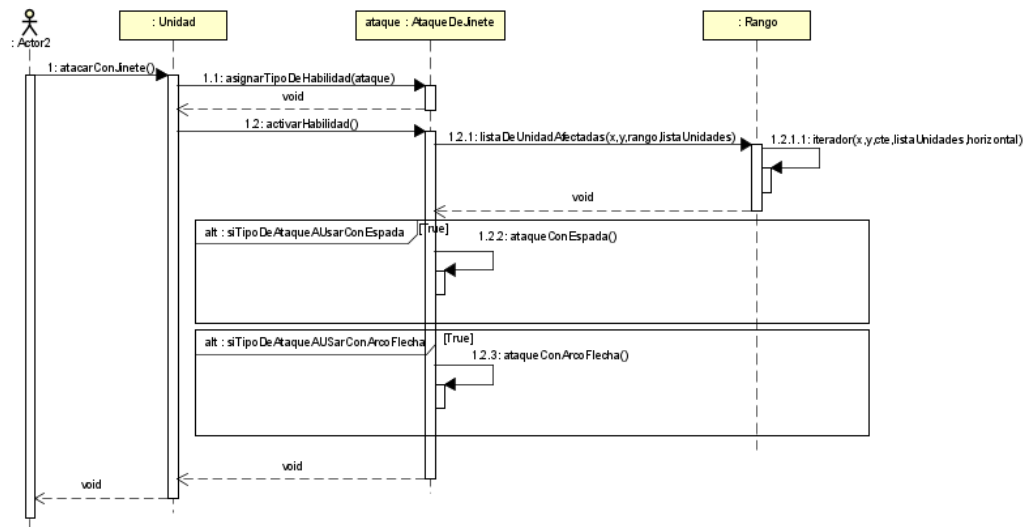 : Unidad
ataque : AtaqueDeJinete
: Rango
: Actor2
1: atacarConJinete()
1.1: asignarTipoDeHabilidad(ataque)
void
1.2: activarHabilidad()
1.2.1: listaDeUnidadAfectadas(x,y,rango,listaUnidades)
1.2.1.1: iterador(x,y,cte,listaUnidades,horizontal)
void
alt : siTipoDeAtaqueAUsarConEspada
[True]
1.2.2: ataqueConEspada()
alt : siTipoDeAtaqueAUSarConArcoFlecha
[True]
1.2.3: ataqueConArcoFlecha()
void
void